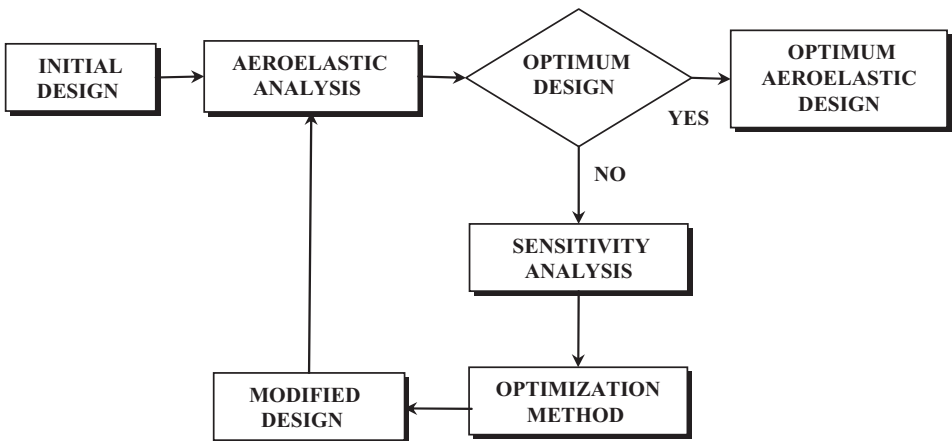 INITIAL
DESIGN
AEROELASTIC
ANALYSIS
OPTIMUM
DESIGN
OPTIMUM
AEROELASTIC
DESIGN
YES
NO
SENSITIVITY
ANALYSIS
OPTIMIZATION
METHOD
MODIFIED
DESIGN